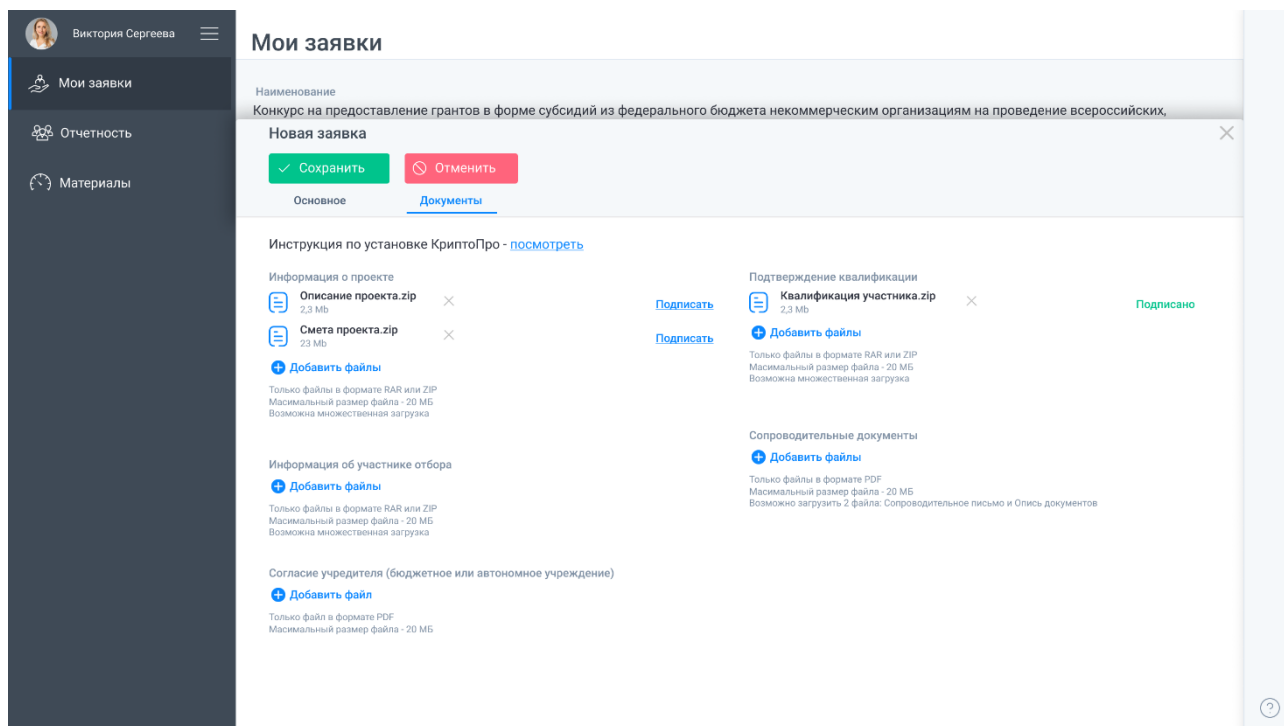 Виктория Сергеева
Мои заявки
Отчетность
Материалы
Мои заявки
Наименование
Конкурс на предоставление грантов в форме субсидий из федерального бюджета некоммерческим организациям на проведение всероссийских,
Новая заявка
Сохранить
Отменить
Основное
Документы
Инструкция по установке КриптоПро - посмотреть
Информация о проекте
Описание проекта.zip
2,3 Mb
Подписать
Смета проекта.zip
23 Mb
Подписать
Добавить файлы
Только файлы в формате RAR или ZIP
Масимальный размер файла - 20 МБ
Возможна множественная загрузка
Информация об участнике отбора
Добавить файлы
Только файлы в формате RAR или ZIP
Масимальный размер файла - 20 МБ
Возможна множественная загрузка
Согласие учредителя (бюджетное или автономное учреждение)
Добавить файл
Только файл в формате PDF
Масимальный размер файла - 20 МБ
Подтверждение квалификации
Квалификация участника.zip
2,3 Mb
Подписано
Добавить файлы
Только файлы в формате RAR или ZIP
Масимальный размер файла - 20 МБ
Возможна множественная загрузка
Сопроводительные документы
Добавить файлы
Только файлы в формате PDF
Масимальный размер файла - 20 МБ
Возможно загрузить 2 файла: Сопроводительное письмо и Опись документов